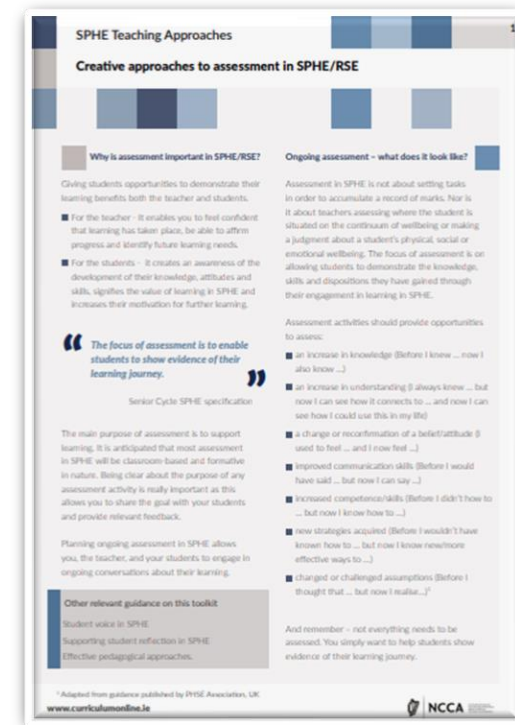 1
SPHE Teaching Approaches
Creative approaches to assessment in SPHE/RSE
Why is assessment important in SPHE/RSE?
Giving students opportunities to demonstrate their
learning benefits both the teacher and students.
For the teacher - it enables you to feel confident
that learning has taken place, be able to affirm
progress and identify future learning needs.
For the students - it creates an awareness of the
development of their knowledge, attitudes and
skills, signifies the value of learning in SPHE and
increases their motivation for further learning.
“ The focus of assessment is to enable
students to show evidence of their
learning journey. ”
Senior Cycle SPHE specification
The main purpose of assessment is to support
learning. It is anticipated that most assessment
in SPHE will be classroom-based and formative
in nature. Being clear about the purpose of any
assessment activity is really important as this
allows you to share the goal with your students
and provide relevant feedback.
Planning ongoing assessment in SPHE allows
you, the teacher, and your students to engage in
ongoing conversations about their learning.
Other relevant guidance on this toolkit
Student voice in SPHE
Supporting student reflection in SPHE
Effective pedagogical approaches.
Ongoing assessment – what does it look like?
Assessment in SPHE is not about setting tasks
in order to accumulate a record of marks. Nor is
it about teachers assessing where the student is
situated on the continuum of wellbeing or making
a judgment about a student's physical, social or
emotional wellbeing. The focus of assessment is on
allowing students to demonstrate the knowledge,
skills and dispositions they have gained through
their engagement in learning in SPHE.
Assessment activities should provide opportunities
to assess:
an increase in knowledge (Before I knew ... now I
also know ...)
an increase in understanding (I always knew ... but
now I can see how it connects to ... and now I can
see how I could use this in my life)
a change or reconfirmation of a belief/attitude (I
used to feel ... and I now feel ...)
improved communication skills (Before I would
have said ... but now I can say ...)
increased competence/skills (Before I didn't how to
... but now I know how to ...)
new strategies acquired (Before I wouldn't have
known how to ... but now I know new/more
effective ways to ...)
changed or challenged assumptions (Before I
thought that ... but now I realise...)¹
And remember – not everything needs to be
assessed. You simply want to help students show
evidence of their learning journey.
¹ Adapted from guidance published by PHSE Association, UK
www.curriculumonline.ie
NCCA